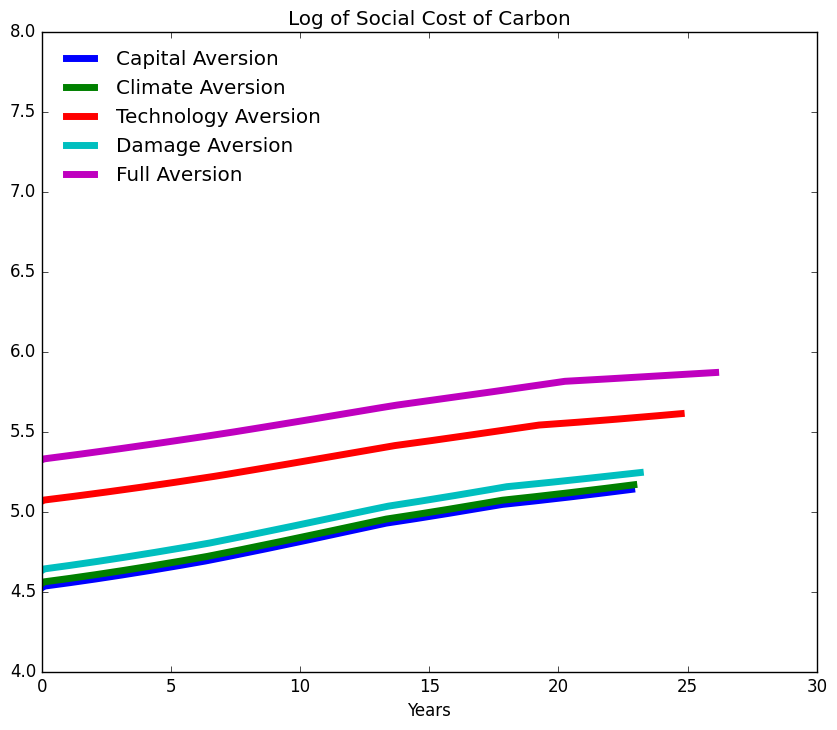 Log of Social Cost of Carbon
8.0
7.5
7.0
6.5
6.0
5.5
5.0
4.5
4.0
Capital Aversion
Climate Aversion
Technology Aversion
Damage Aversion
Full Aversion
0 5 10 15 20 25 30
Years